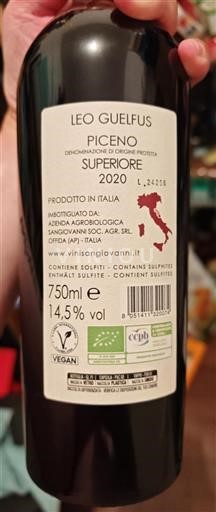 LEO GUELFUS
PICENO
DENOMINAZIONE DI ORIGINE PROTETTA
SUPERIORE
2020
L.24258
PRODOTTO IN ITALIA
IMBOTTIGLIATO DA:
AZIENDA AGROBIOLOGICA
SANGIOVANNI SOC. AGR. SRL
OFFIDA (AP) - ITALIA
www.vinisangiovanni.it
CONTIENE SOLFITI - CONTAINS SULPHITES
ENTHÄLT SULFITE - CONTIENT SULFITES
750ml e
14,5% vol
VEGAN
ccpb